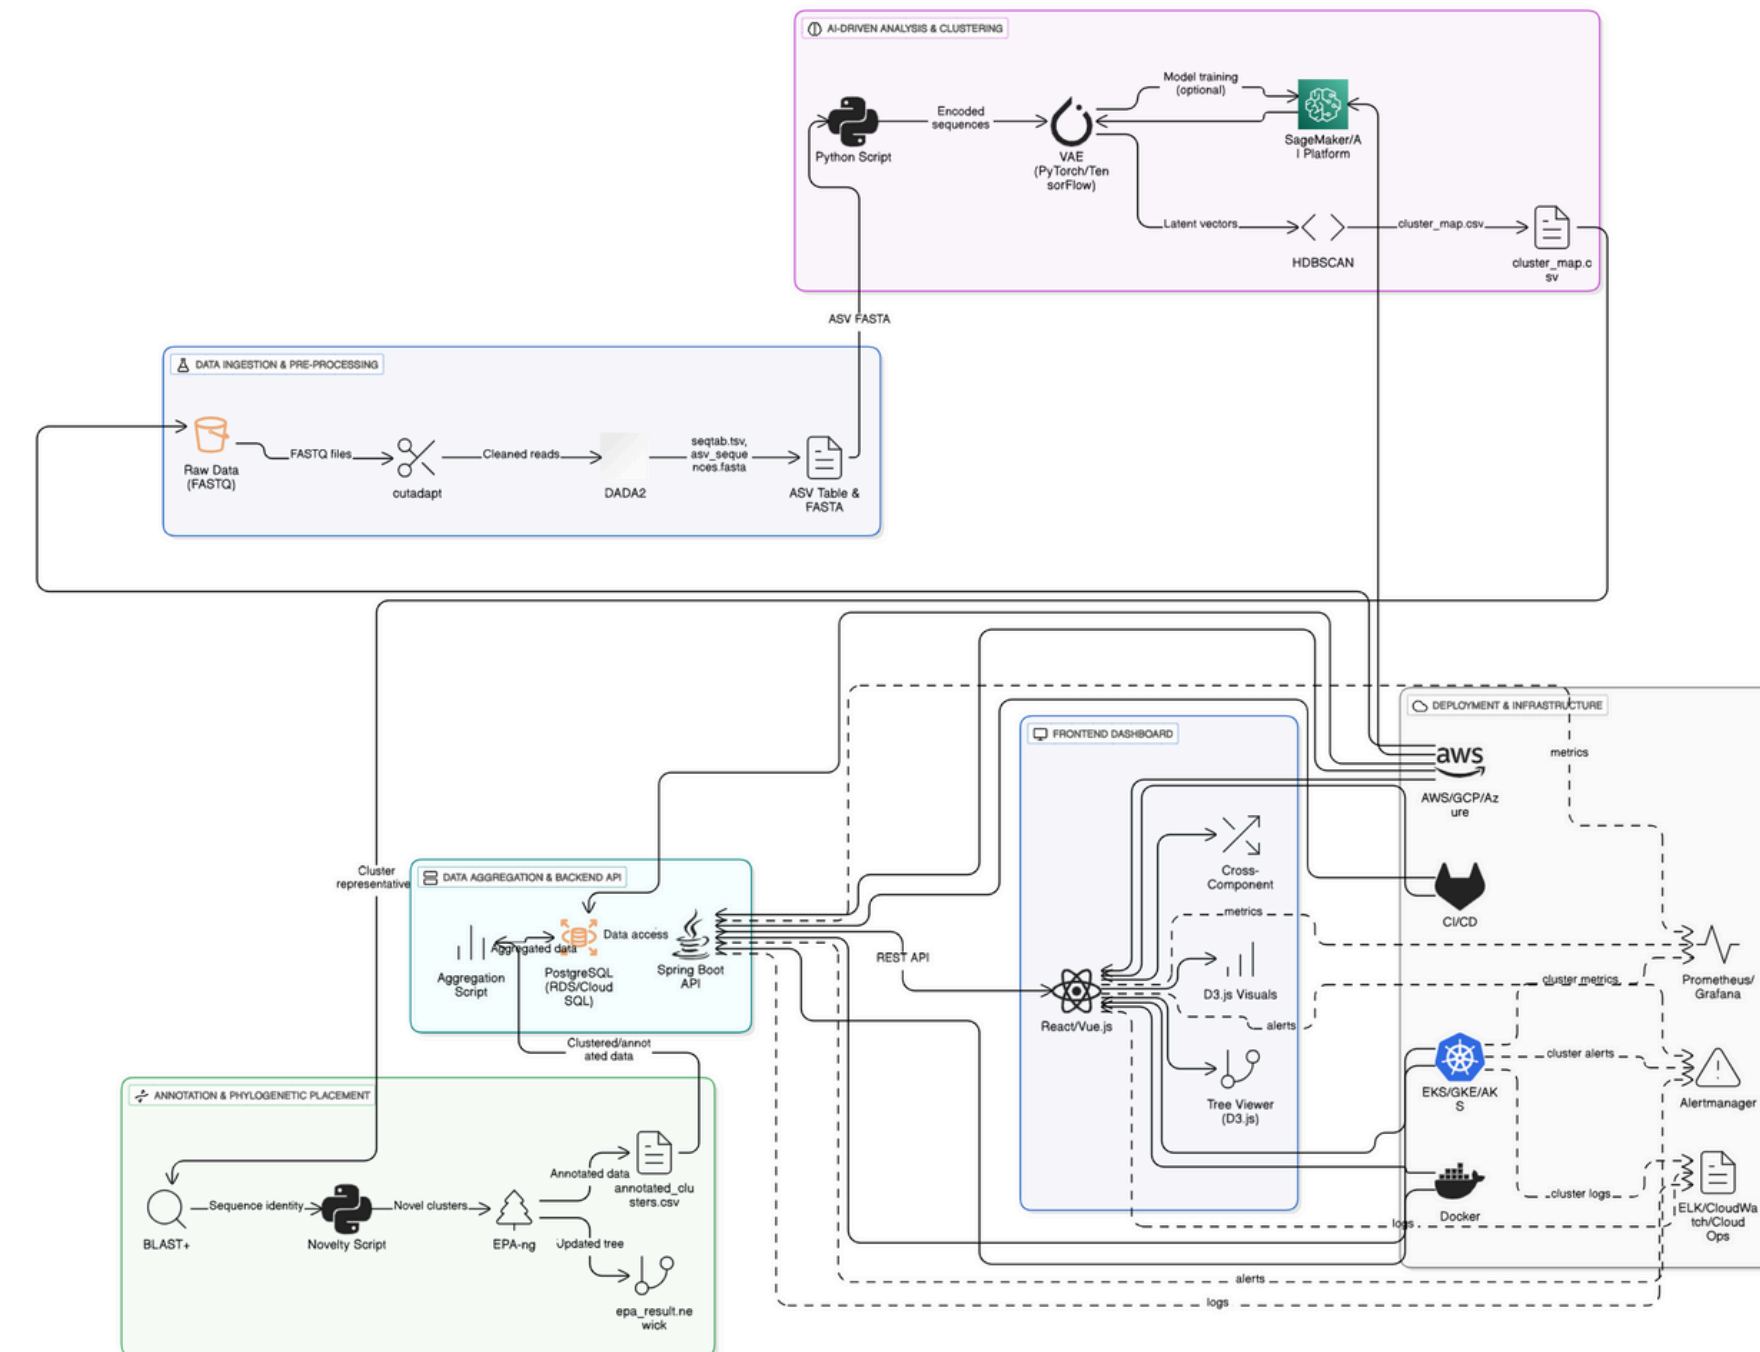 AI-DRIVEN ANALYSIS & CLUSTERING
Model training
(optional)
Encoded
sequences
Python Script
VAE
(PyTorch/Ten
sorFlow)
SageMaker/A
I Platform
Latent vectors
HDBSCAN
cluster_map.csv
cluster_map.c
sv
ASV FASTA
DATA INGESTION & PRE-PROCESSING
Raw Data
(FASTQ)
FASTQ files
cutadapt
Cleaned reads
DADA2
seqtab.tsv,
asv_seque
nces.fasta
ASV Table &
FASTA
DEPLOYMENT & INFRASTRUCTURE
metrics
aws
AWS/GCP/Az
ure
CI/CD
Prometheus/
Grafana
cluster metrics
EKS/GKE/AK
S
cluster alerts
Alertmanager
Docker
cluster logs
ELK/CloudWa
tch/Cloud
Ops
FRONTEND DASHBOARD
Cross-
Component
metrics
D3.js Visuals
alerts
React/Vue.js
Tree Viewer
(D3.js)
logs
REST API
Cluster
representative
DATA AGGREGATION & BACKEND API
Aggregation
Script
Aggregated data
PostgreSQL
(RDS/Cloud
SQL)
Data access
Spring Boot
API
Clustered/annot
ated data
ANNOTATION & PHYLOGENETIC PLACEMENT
BLAST+
Sequence identity
Novelty Script
Novel clusters
EPA-ng
Annotated data
annotated_clu
sters.csv
Updated tree
epa_result.ne
wick
alerts
logs